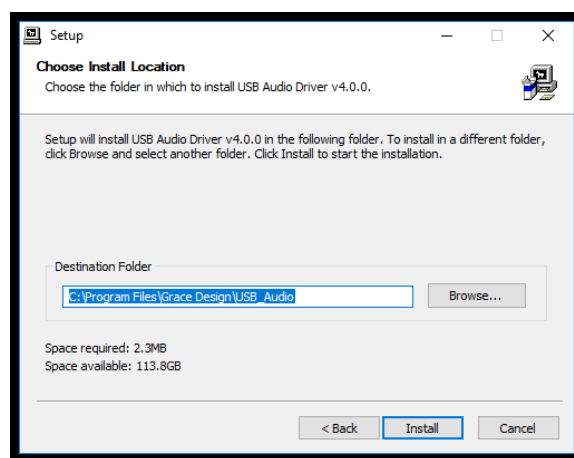 Setup
Choose Install Location
Choose the folder in which to install USB Audio Driver v4.0.0.
Setup will install USB Audio Driver v4.0.0 in the following folder. To install in a different folder,
click Browse and select another folder. Click Install to start the installation.
Destination Folder
C:\Program Files\Grace Design\USB_Audio
Browse...
Space required: 2.3MB
Space available: 113.8GB
< Back Install Cancel